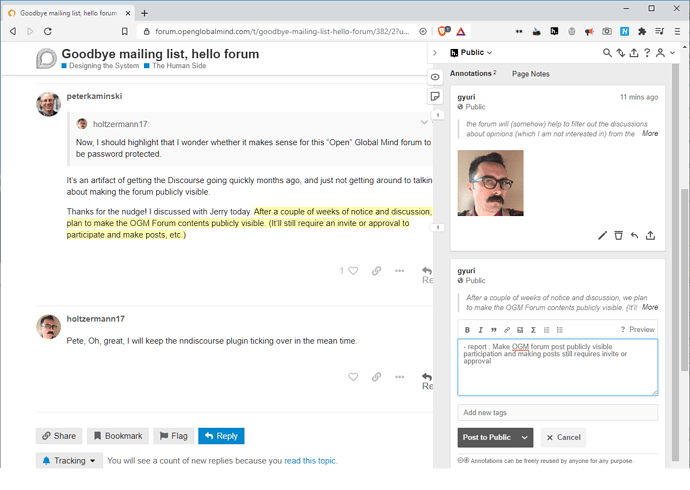 Goodbye mailing list, hello forum
forum.openglobalmind.com/t/goodbye-mailing-list-hello-forum/382/2?u...
Goodbye mailing list, hello forum
Designing the System The Human Side
peterkaminski
holtzermann17:
Now, I should highlight that I wonder whether it makes sense for this "Open" Global Mind forum to
be password protected.
It's an artifact of getting the Discourse going quickly months ago, and just not getting around to talkin
about making the forum publicly visible.
Thanks for the nudge! I discussed with Jerry today. After a couple of weeks of notice and discussion,
plan to make the OGM Forum contents publicly visible. (It'll still require an invite or approval to
participate and make posts, etc.)
1
Re
holtzermann17
Pete, Oh, great, I will keep the nndiscourse plugin ticking over in the mean time.
Re
Share Bookmark Flag Reply
Tracking You will see a count of new replies because you read this topic.
1
1
h. Public
Annotations 2 Page Notes
gyuri 11 mins ago
Public
the forum will (somehow) help to filter out the discussions
about opinions (which I am not interested in) from the More
gyuri
Public
After a couple of weeks of notice and discussion, we plan
to make the OGM Forum contents publicly visible. (It'll More
B I Σ ? Preview
- report : Make OGM forum post publicly visible
participation and making posts still requires invite or
approval
Add new tags
Post to Public Cancel
Annotations can be freely reused by anyone for any purpose.